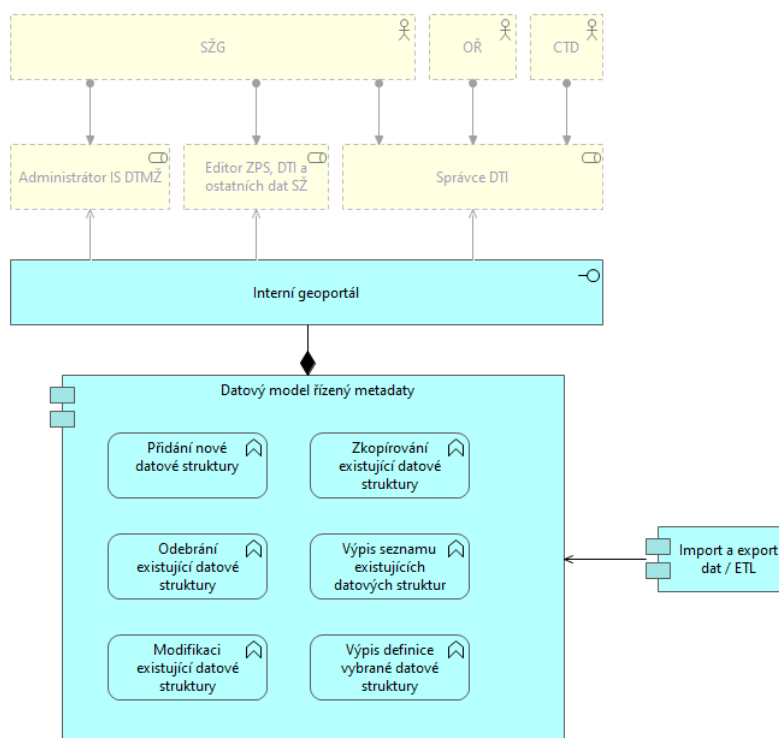 SŽG
OŘ
CTD
Administrátor IS DTMŽ
Editor ZPS, DTI a
ostatních dat SŽ
Správce DTI
Interní geoportál
Datový model řízený metadaty
Přidání nové
datové struktury
Zkopírování
existující datové
struktury
Odebrání
existující datové
struktury
Výpis seznamu
existujících
datových struktur
Modifikaci
existující datové
struktury
Výpis definice
vybrané datové
struktury
Import a export
dat / ETL